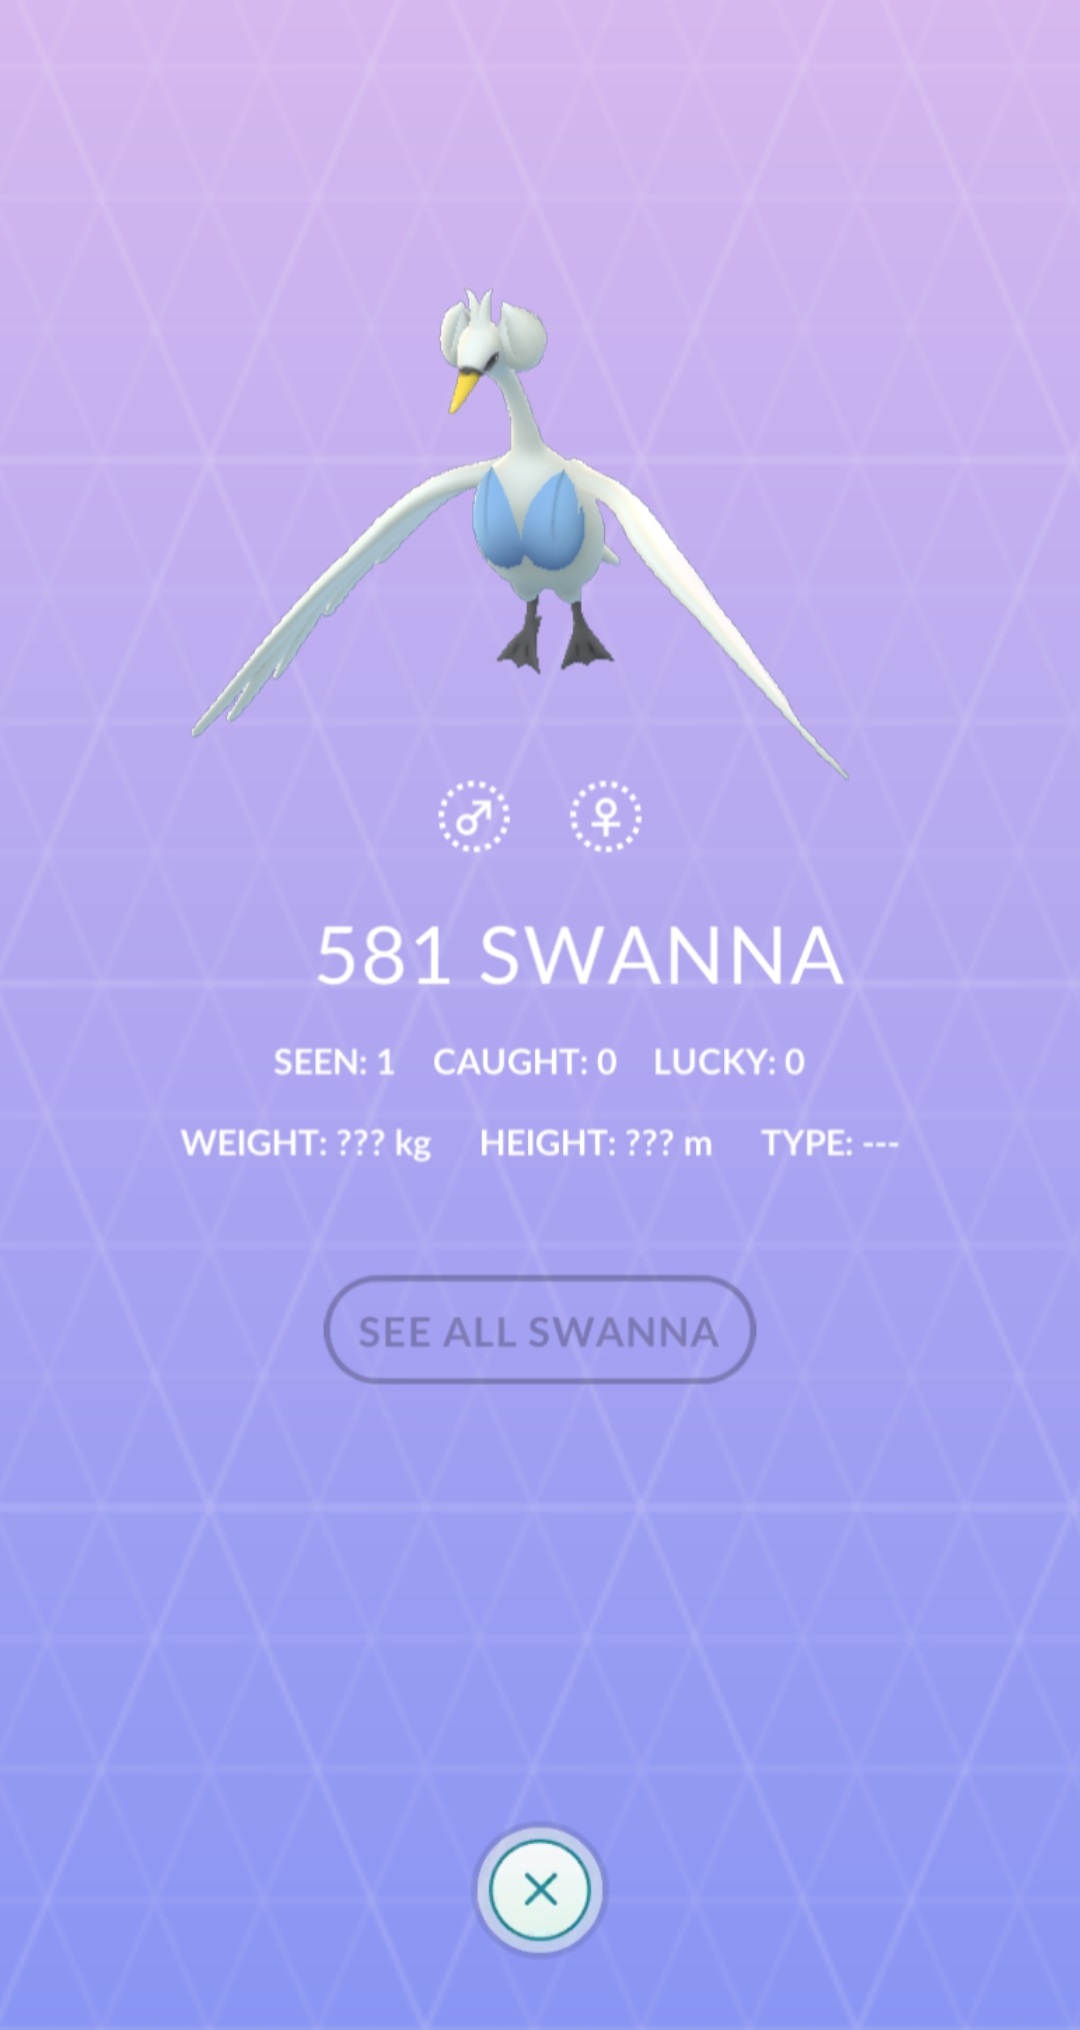 581 SWANNA
SEEN: 1 CAUGHT: 0 LUCKY: 0
WEIGHT: ??? kg HEIGHT: ??? m TYPE: ---
SEE ALL SWANNA